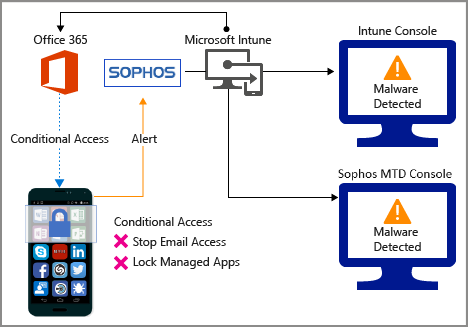 Office 365
Microsoft Intune
Intune Console
SOPHOS
Malware
Detected
Conditional Access
Alert
Sophos MTD Console
Malware
Detected
Conditional Access
Stop Email Access
Lock Managed Apps